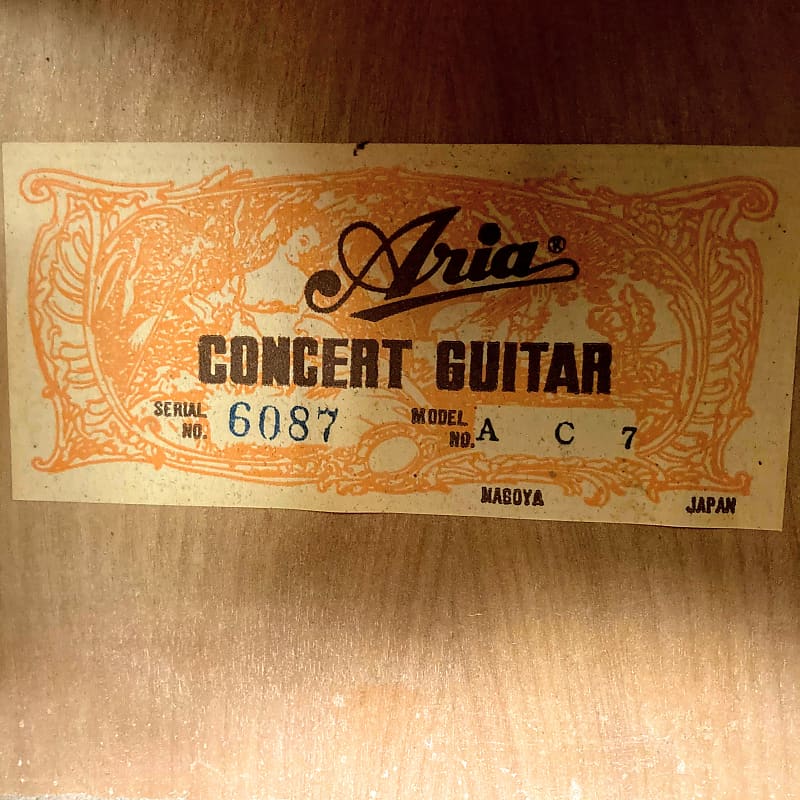 Aria®
CONCERT GUITAR
SERIAL NO. 6087 MODEL NO. A C 7
NAGOYA JAPAN